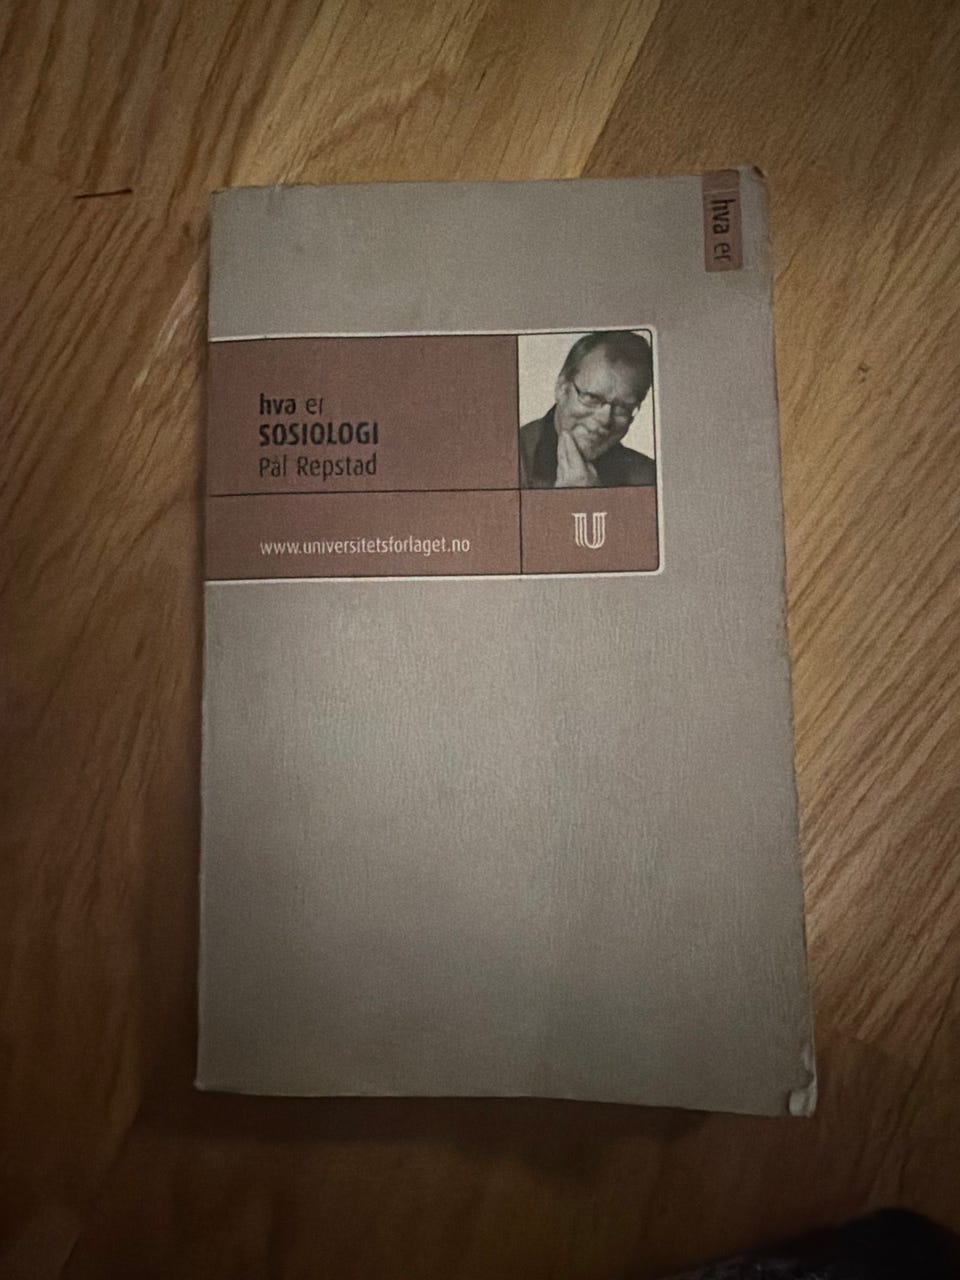 hva er
hva er
SOSIOLOGI
Pål Repstad
www.universitetsforlaget.no
U